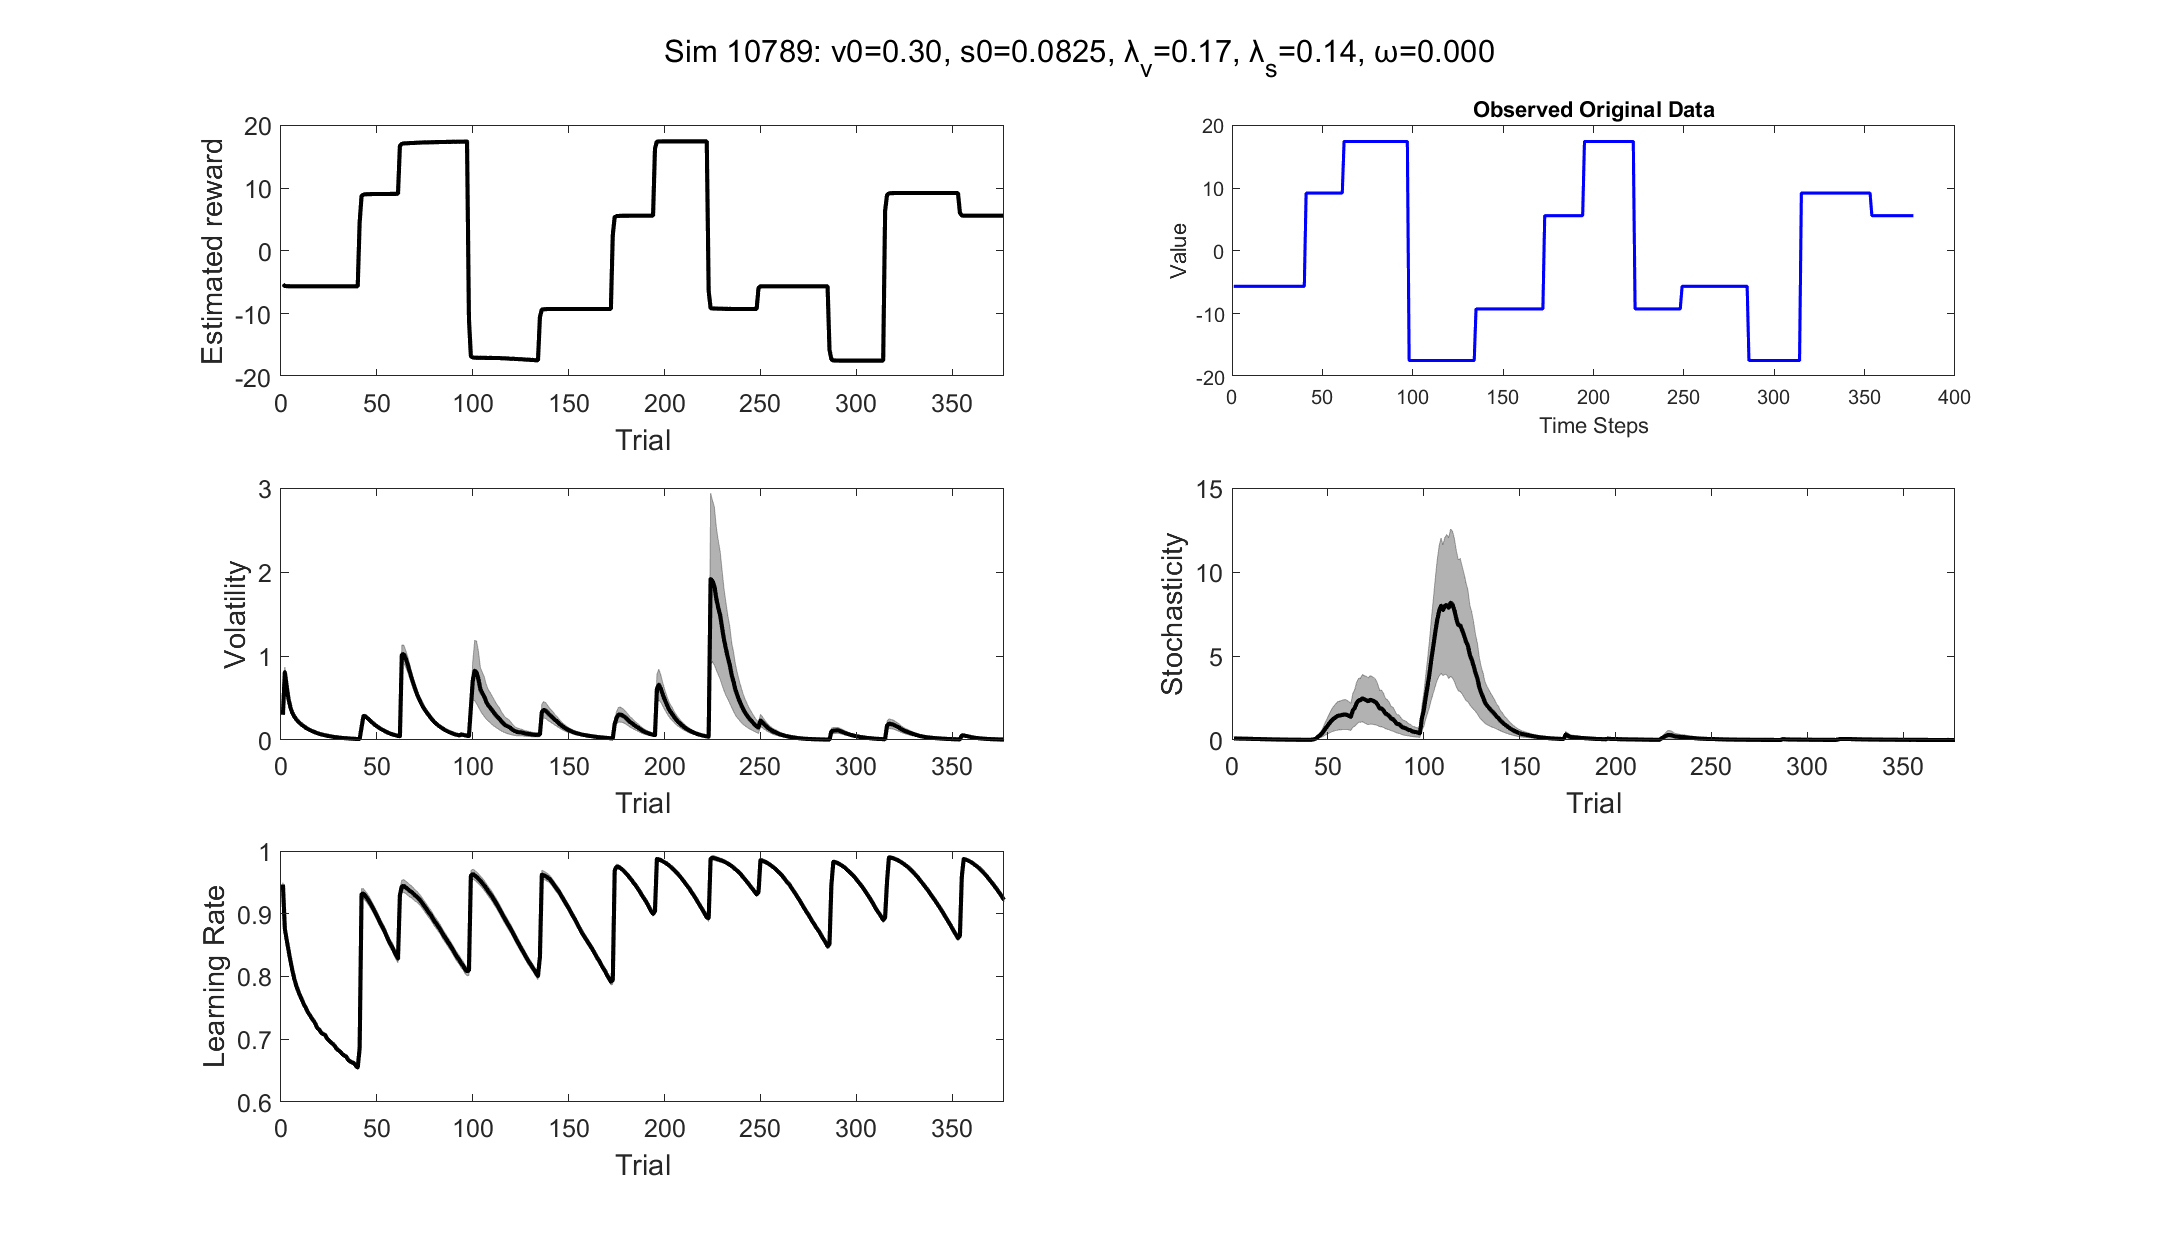 Sim 10789: v0=0.30, s0=0.0825, λv=0.17, λs=0.14, ω=0.000
Estimated reward
20
10
0
-10
-20
0 50 100 150 200 250 300 350
Trial
Observed Original Data
Value
20
10
0
-10
-20
0 50 100 150 200 250 300 350 400
Time Steps
Volatility
3
2
1
0
0 50 100 150 200 250 300 350
Trial
Stochasticity
15
10
5
0
0 50 100 150 200 250 300 350
Trial
Learning Rate
1
0.9
0.8
0.7
0.6
0 50 100 150 200 250 300 350
Trial